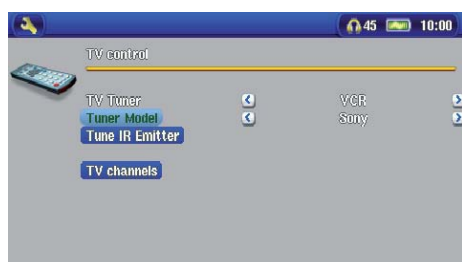 45 10:00
TV control
TV Tuner VCR
Tuner Model Sony
Tune IR Emitter
TV channels